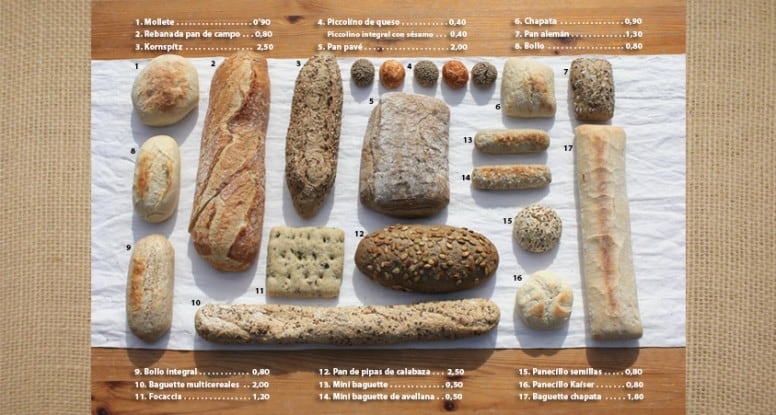 1. Mollete ........................ 0'90
2. Rebanada pan de campo ... 0,80
3. Kornspitz ..................... 2,50
4. Piccolino de queso ............ 0,40
Piccolino integral con sésamo ... 0,40
5. Pan pavé ....................... 2,00
6. Chapata ....................... 0,90
7. Pan alemán .................... 1,30
8. Bollo .......................... 0,80
1
2
3
4
5
6
7
8
9
10
11
12
13
14
15
16
17
9. Bollo integral ............ 0,80
10. Baguette multicereales .. 2,00
11. Focaccia .................. 1,20
12. Pan de pipas de calabaza ... 2,50
13. Mini baguette ............... 0,50
14. Mini baguette de avellana .. 0,50
15. Panecillo semillas ..... 0,80
16. Panecillo Kaiser ....... 0,80
17. Baguette chapata ..... 1,80